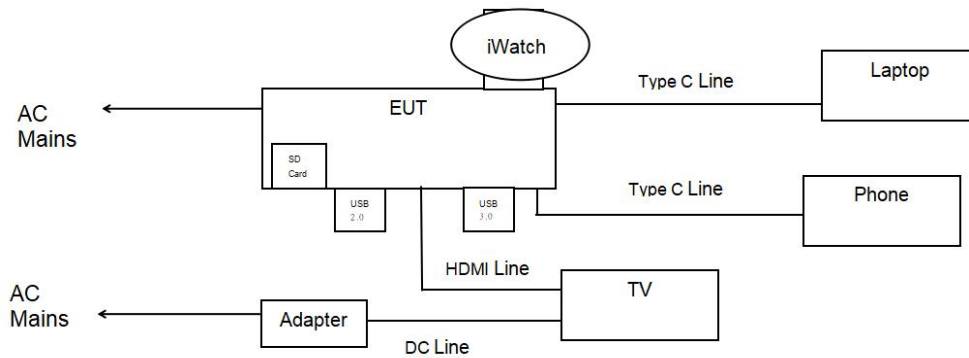 iWatch
Laptop
Type C Line
AC
Mains
EUT
SD
Card
USB
2.0
USB
3.0
Type C Line
Phone
HDMI Line
TV
AC
Mains
Adapter
DC Line